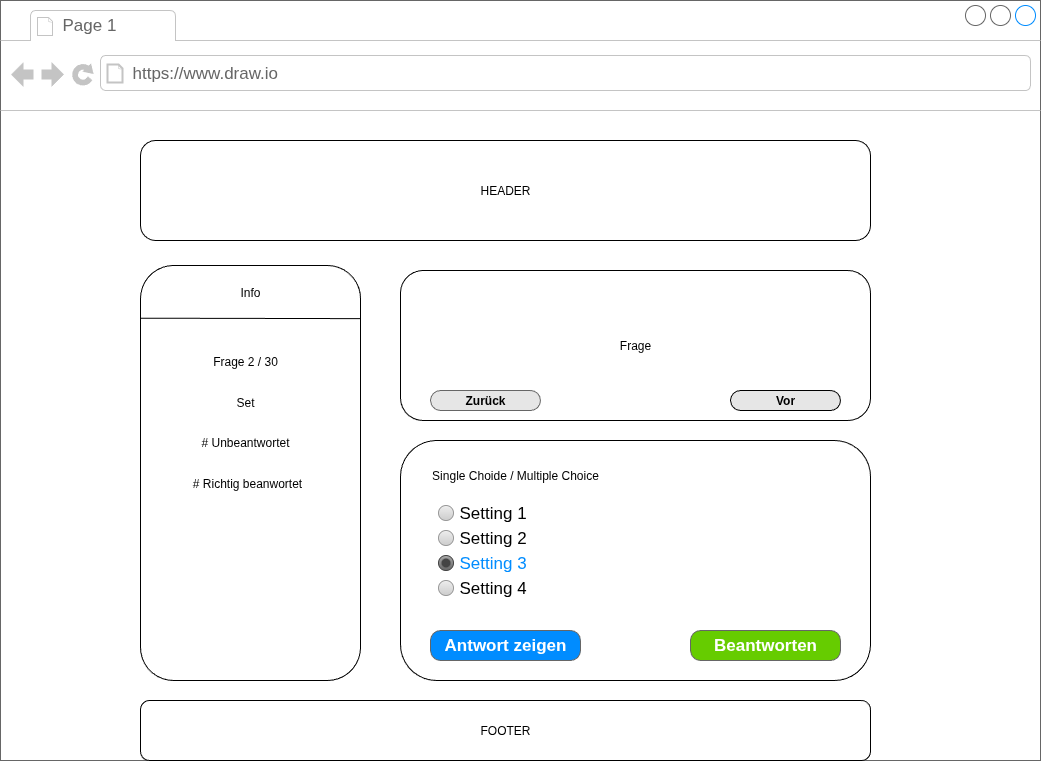 Page 1
https://www.draw.io
HEADER
Info
Frage 2 / 30
Set
# Unbeantwortet
# Richtig beanwortet
Frage
Zurück
Vor
Single Choide / Multiple Choice
Setting 1
Setting 2
Setting 3
Setting 4
Antwort zeigen
Beantworten
FOOTER